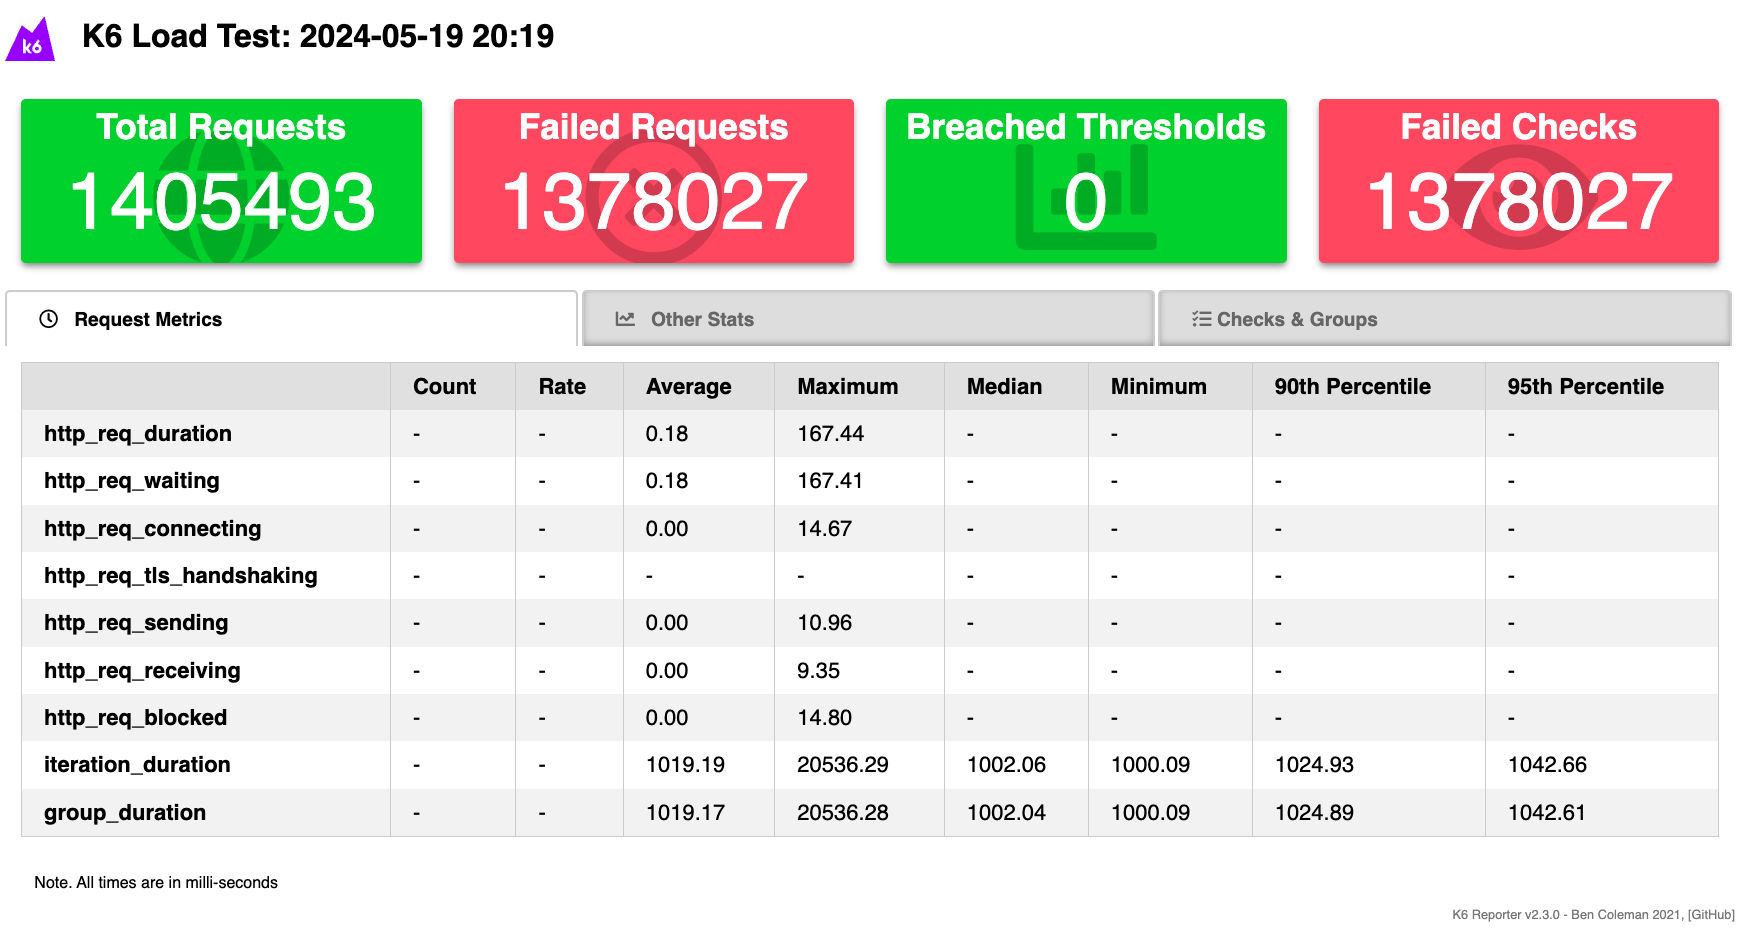 k6
K6 Load Test: 2024-05-19 20:19
Total Requests
1405493
Failed Requests
1378027
Breached Thresholds
0
Failed Checks
1378027
Request Metrics
Other Stats
Checks & Groups
Count Rate Average Maximum Median Minimum 90th Percentile 95th Percentile
http_req_duration - - 0.18 167.44 - - - -
http_req_waiting - - 0.18 167.41 - - - -
http_req_connecting - - 0.00 14.67 - - - -
http_req_tls_handshaking - - - - - - - -
http_req_sending - - 0.00 10.96 - - - -
http_req_receiving - - 0.00 9.35 - - - -
http_req_blocked - - 0.00 14.80 - - - -
iteration_duration - - 1019.19 20536.29 1002.06 1000.09 1024.93 1042.66
group_duration - - 1019.17 20536.28 1002.04 1000.09 1024.89 1042.61
Note. All times are in milli-seconds
K6 Reporter v2.3.0 - Ben Coleman 2021, [GitHub]